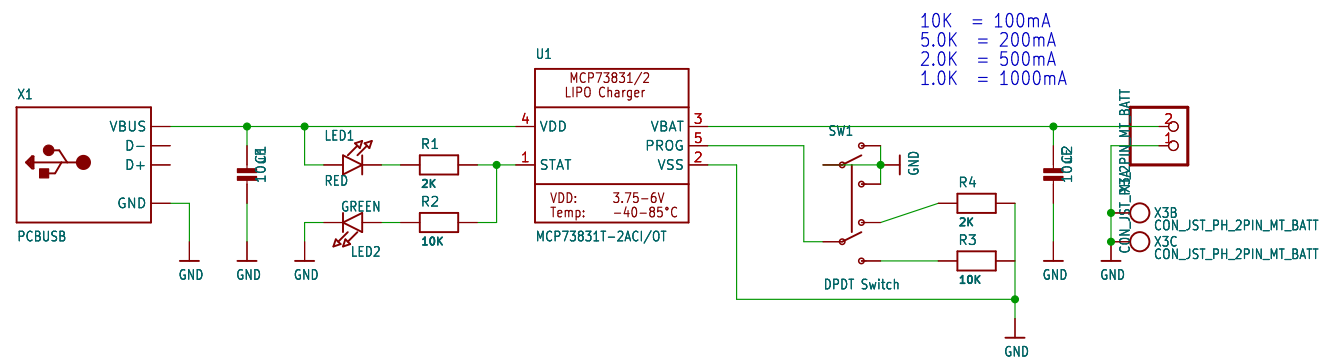 10K = 100mA
5.0K = 200mA
2.0K = 500mA
1.0K = 1000mA
X1
VBUS
D-
D+
GND
PCBUSB
GND
GND
LED1
RED
R1
2K
GREEN
LED2
R2
10K
GND
U1
MCP73831/2
LIPO Charger
4 VDD
VBAT 3
PROG 5
1 STAT
VSS 2
VDD: 3.75-6V
Temp: -40-85°C
MCP73831T-2ACI/OT
SW1
GND
DPDT Switch
R4
2K
R3
10K
GND
GND
2
1
X3B
CON_JST_PH_2PIN_MT_BATT
X3C
CON_JST_PH_2PIN_MT_BATT
GND